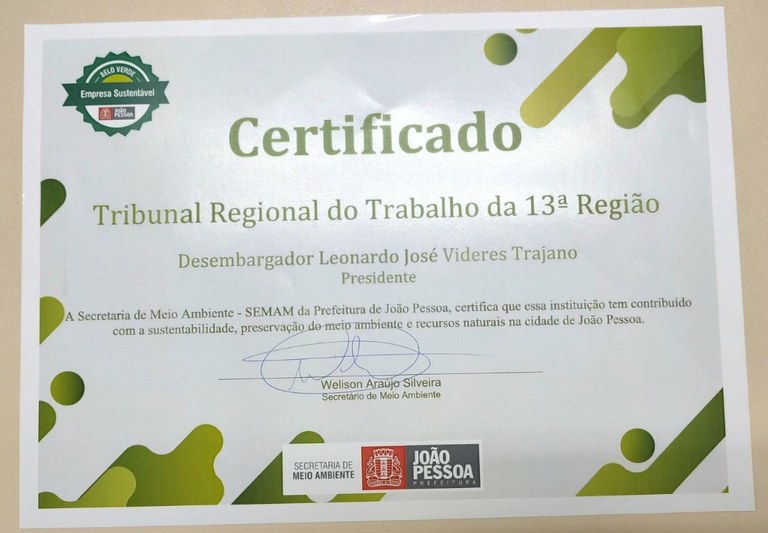 SELO VERDE
Empresa Sustentável
JOÃO
PESSOA
Certificado
Tribunal Regional do Trabalho da 13ª Região
Desembargador Leonardo José Videres Trajano
Presidente
A Secretaria de Meio Ambiente - SEMAM da Prefeitura de João Pessoa, certifica que essa instituição tem contribuído
com a sustentabilidade, preservação do meio ambiente e recursos naturais na cidade de João Pessoa.
Welison Araújo Silveira
Secretário de Meio Ambiente
SECRETARIA DE
MEIO AMBIENTE
JOÃO
PESSOA
PREFEITURA